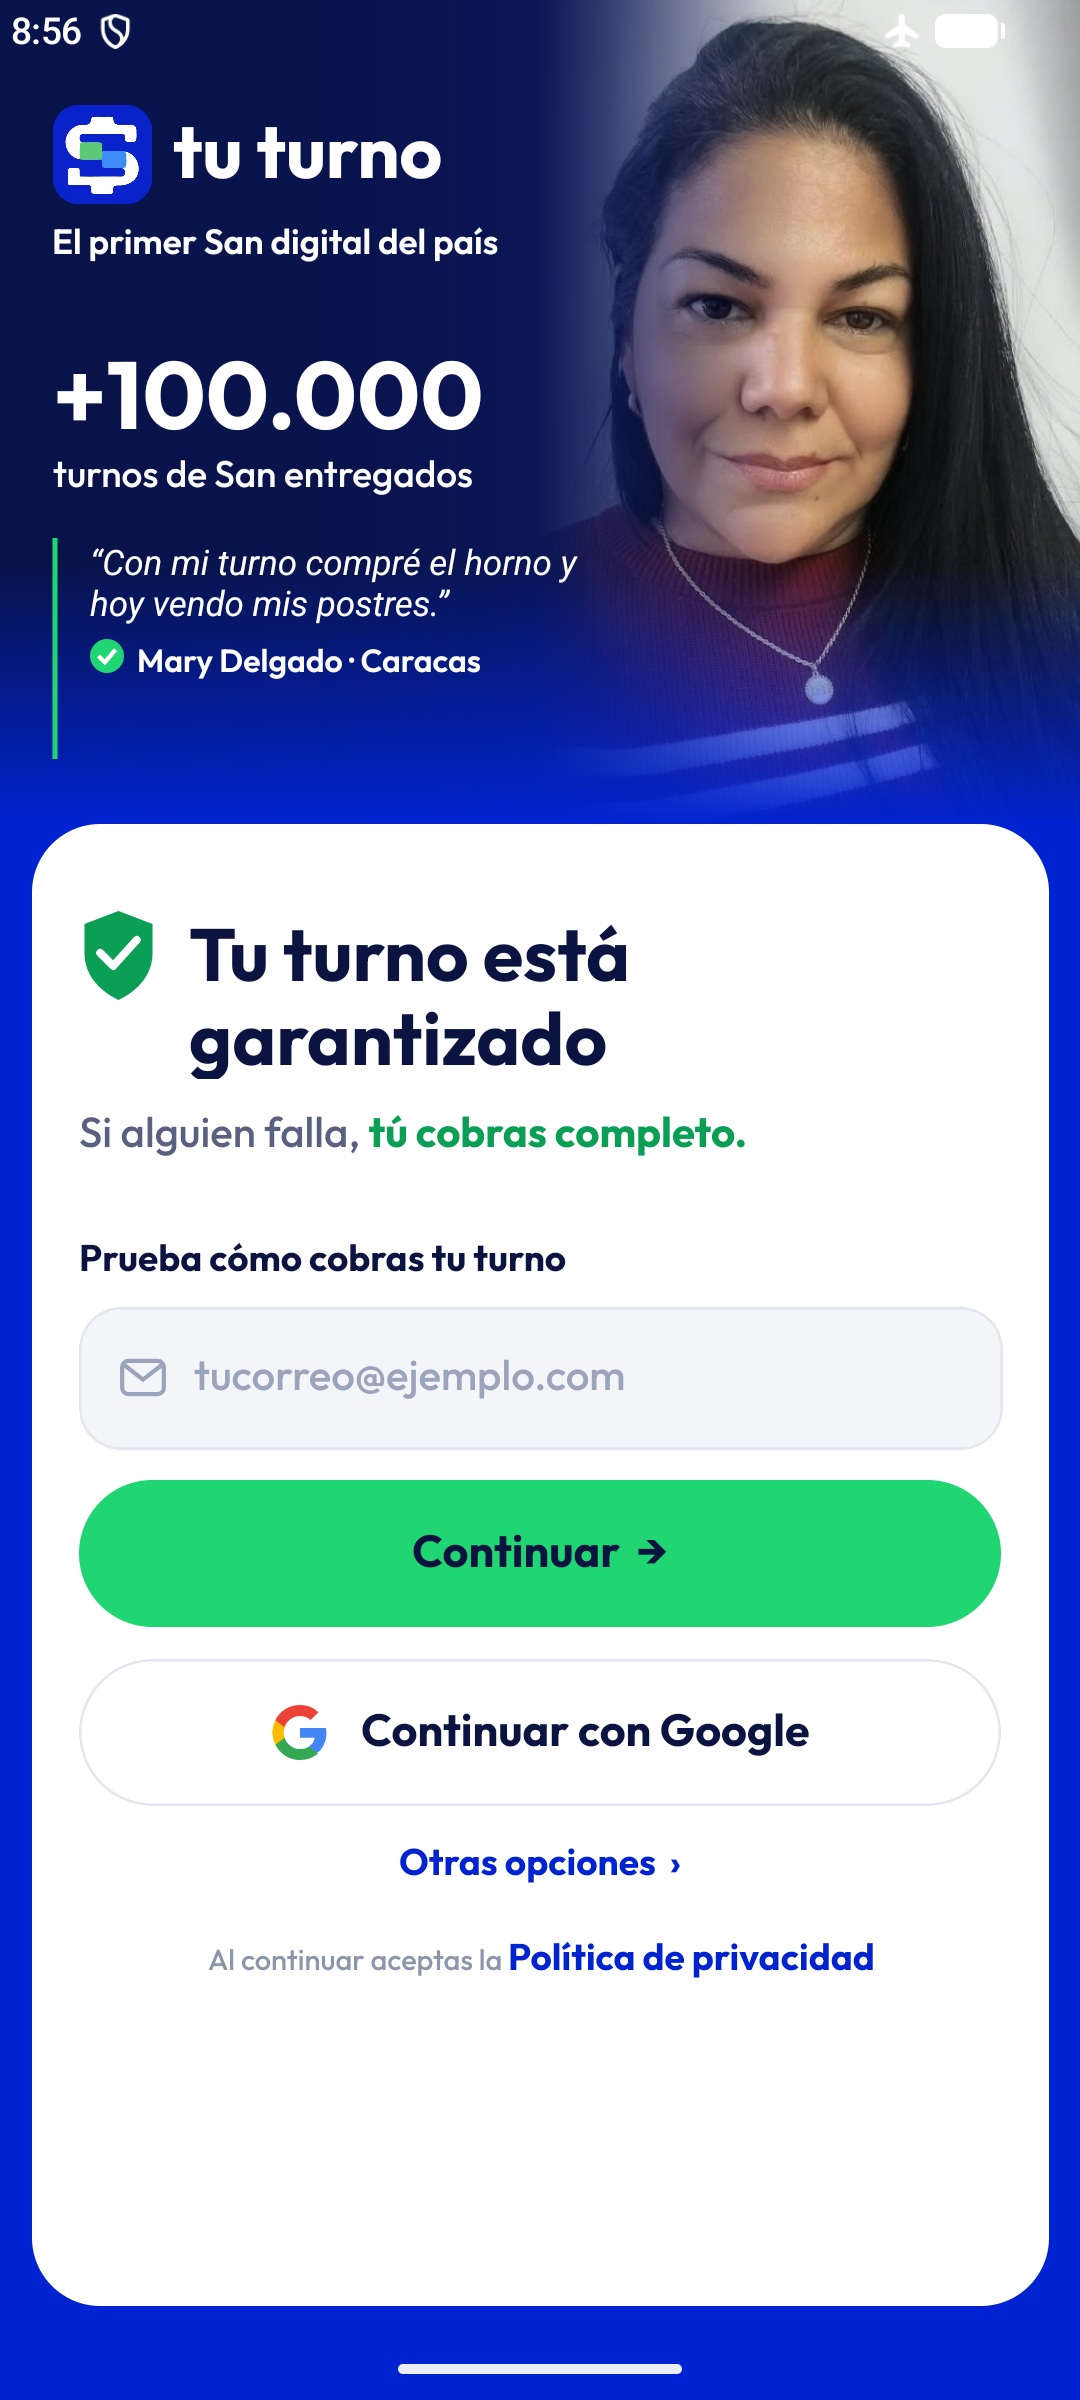 8:56
tu turno
El primer San digital del país
+100.000
turnos de San entregados
“Con mi turno compré el horno y
hoy vendo mis postres.”
Mary Delgado · Caracas
Tu turno está
garantizado
Si alguien falla, tú cobras completo.
Prueba cómo cobras tu turno
tucorreo@ejemplo.com
Continuar →
Continuar con Google
Otras opciones ›
Al continuar aceptas la Política de privacidad